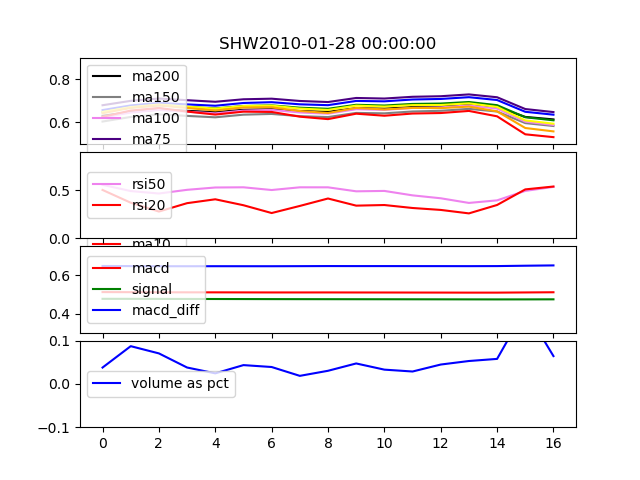 SHW2010-01-28 00:00:00
0.8
0.6
ma200
ma150
ma100
ma75
0.5
0.0
rsi50
rsi20
ma10
0.6
0.4
macd
signal
macd_diff
0.1
0.0
−0.1
volume as pct
0 2 4 6 8 10 12 14 16